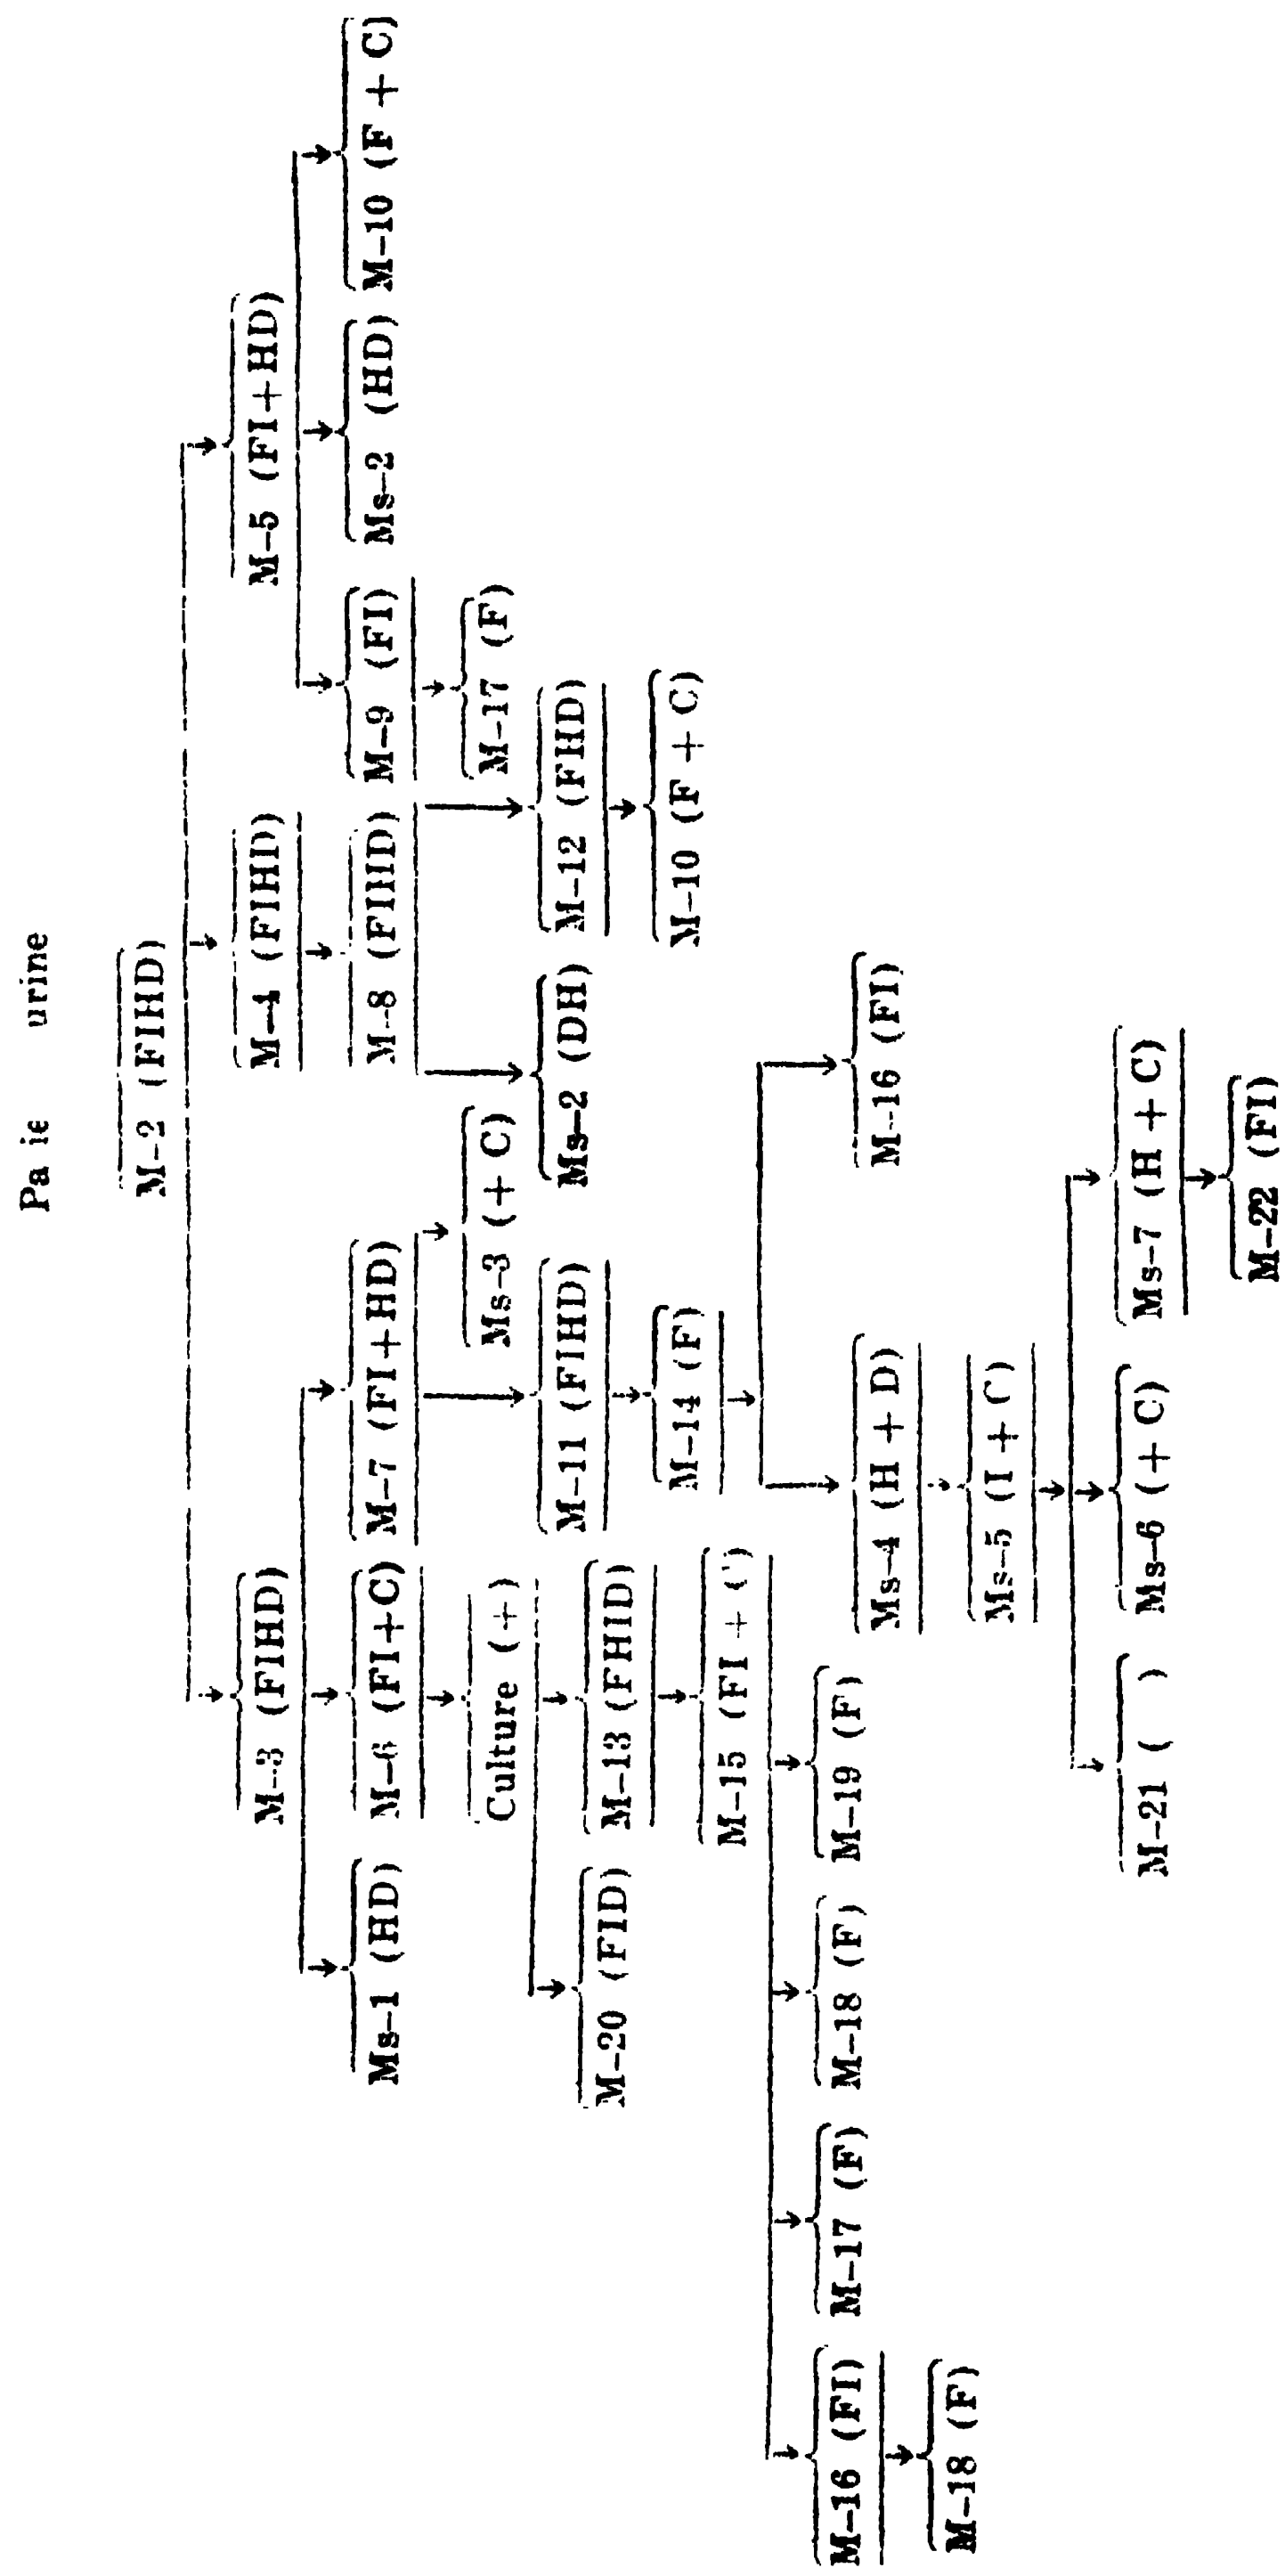 Pa ie urine
M-2 (FIHD)
M-3 (FIHD)
M-4 (FIHD)
M-5 (FI+HD)
Ms-1 (HD)
M-6 (FI+C)
M-7 (FI+HD)
M-8 (FIHD)
M-9 (FI)
Ms-2 (HD)
M-10 (F + C)
Culture (+)
Ms-3 (+ C)
M-17 (F)
M-20 (FID)
M-13 (FHID)
M-11 (FIHD)
Ms-2 (DH)
M-12 (FHD)
M-15 (FI + C)
M-14 (F)
M-10 (F + C)
M-16 (FI)
M-17 (F)
M-18 (F)
M-19 (F)
Ms-4 (H + D)
M-16 (FI)
M-18 (F)
Ms-5 (I + C)
M-21 ( )
Ms-6 (+ C)
Ms-7 (H + C)
M-22 (FI)